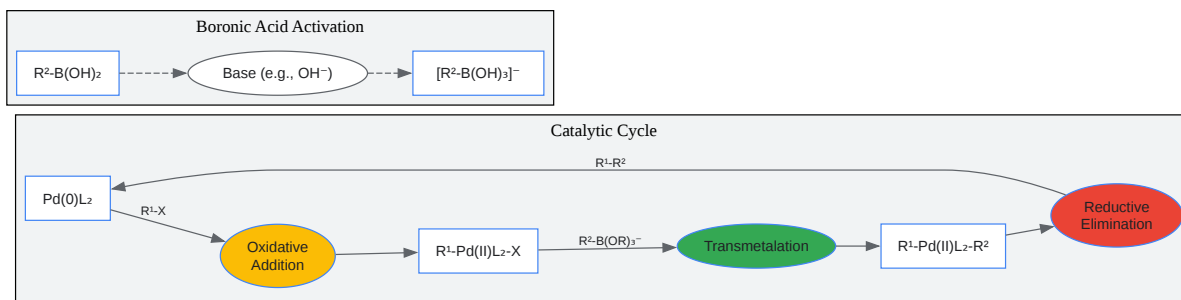 Boronic Acid Activation
R²-B(OH)₂
Base (e.g., OH⁻)
[R²-B(OH)₃]⁻
Catalytic Cycle
R¹-R²
Pd(0)L₂
R¹-X
Oxidative
Addition
R¹-Pd(II)L₂-X
R²-B(OR)₃⁻
Transmetalation
R¹-Pd(II)L₂-R²
Reductive
Elimination